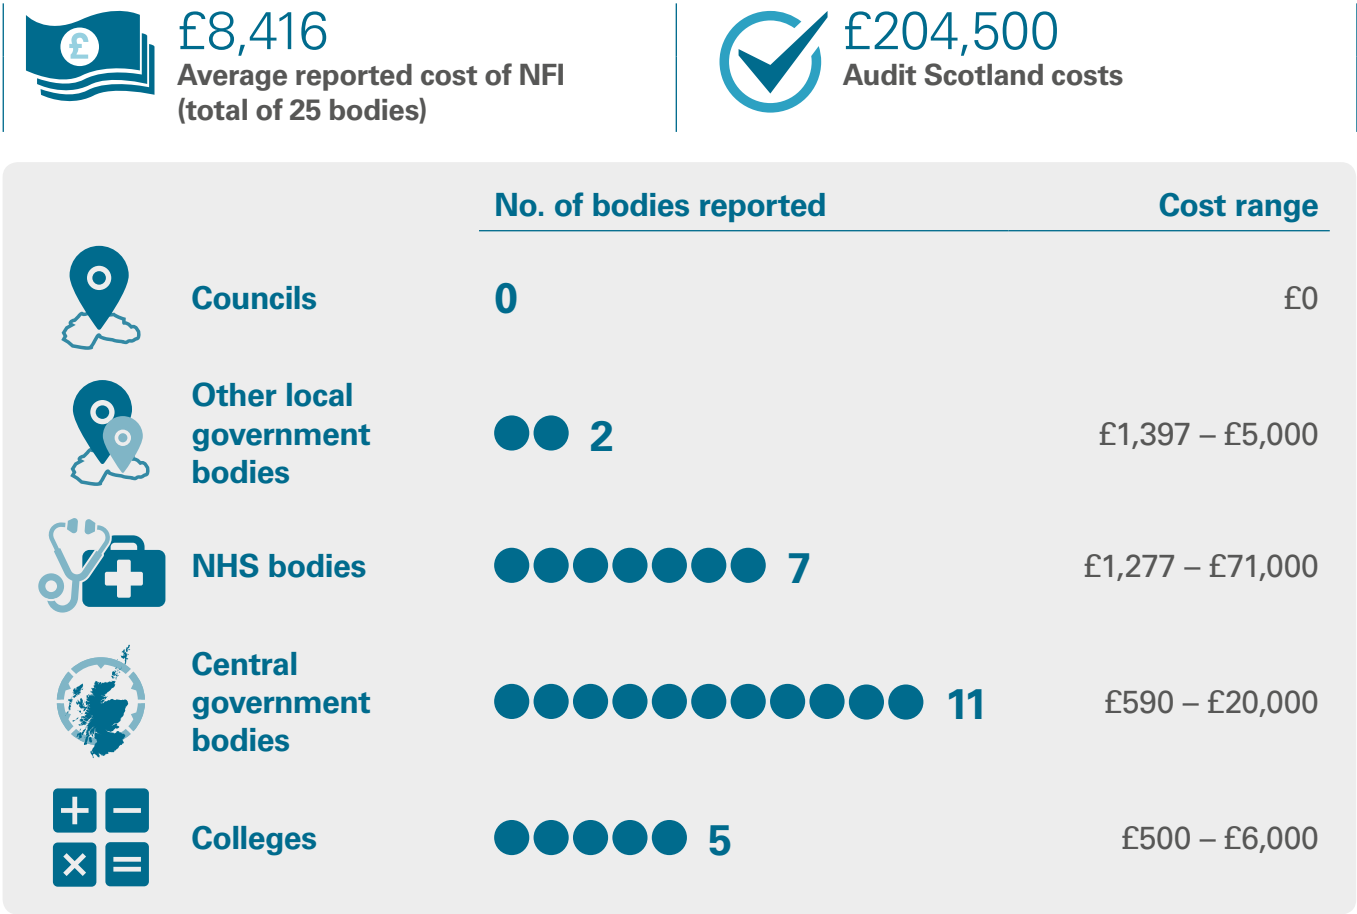 £8,416
Average reported cost of NFI
(total of 25 bodies)
£204,500
Audit Scotland costs
No. of bodies reported Cost range
Councils 0 £0
Other local
government
bodies
2 £1,397 – £5,000
NHS bodies 7 £1,277 – £71,000
Central
government
bodies
11 £590 – £20,000
Colleges 5 £500 – £6,000